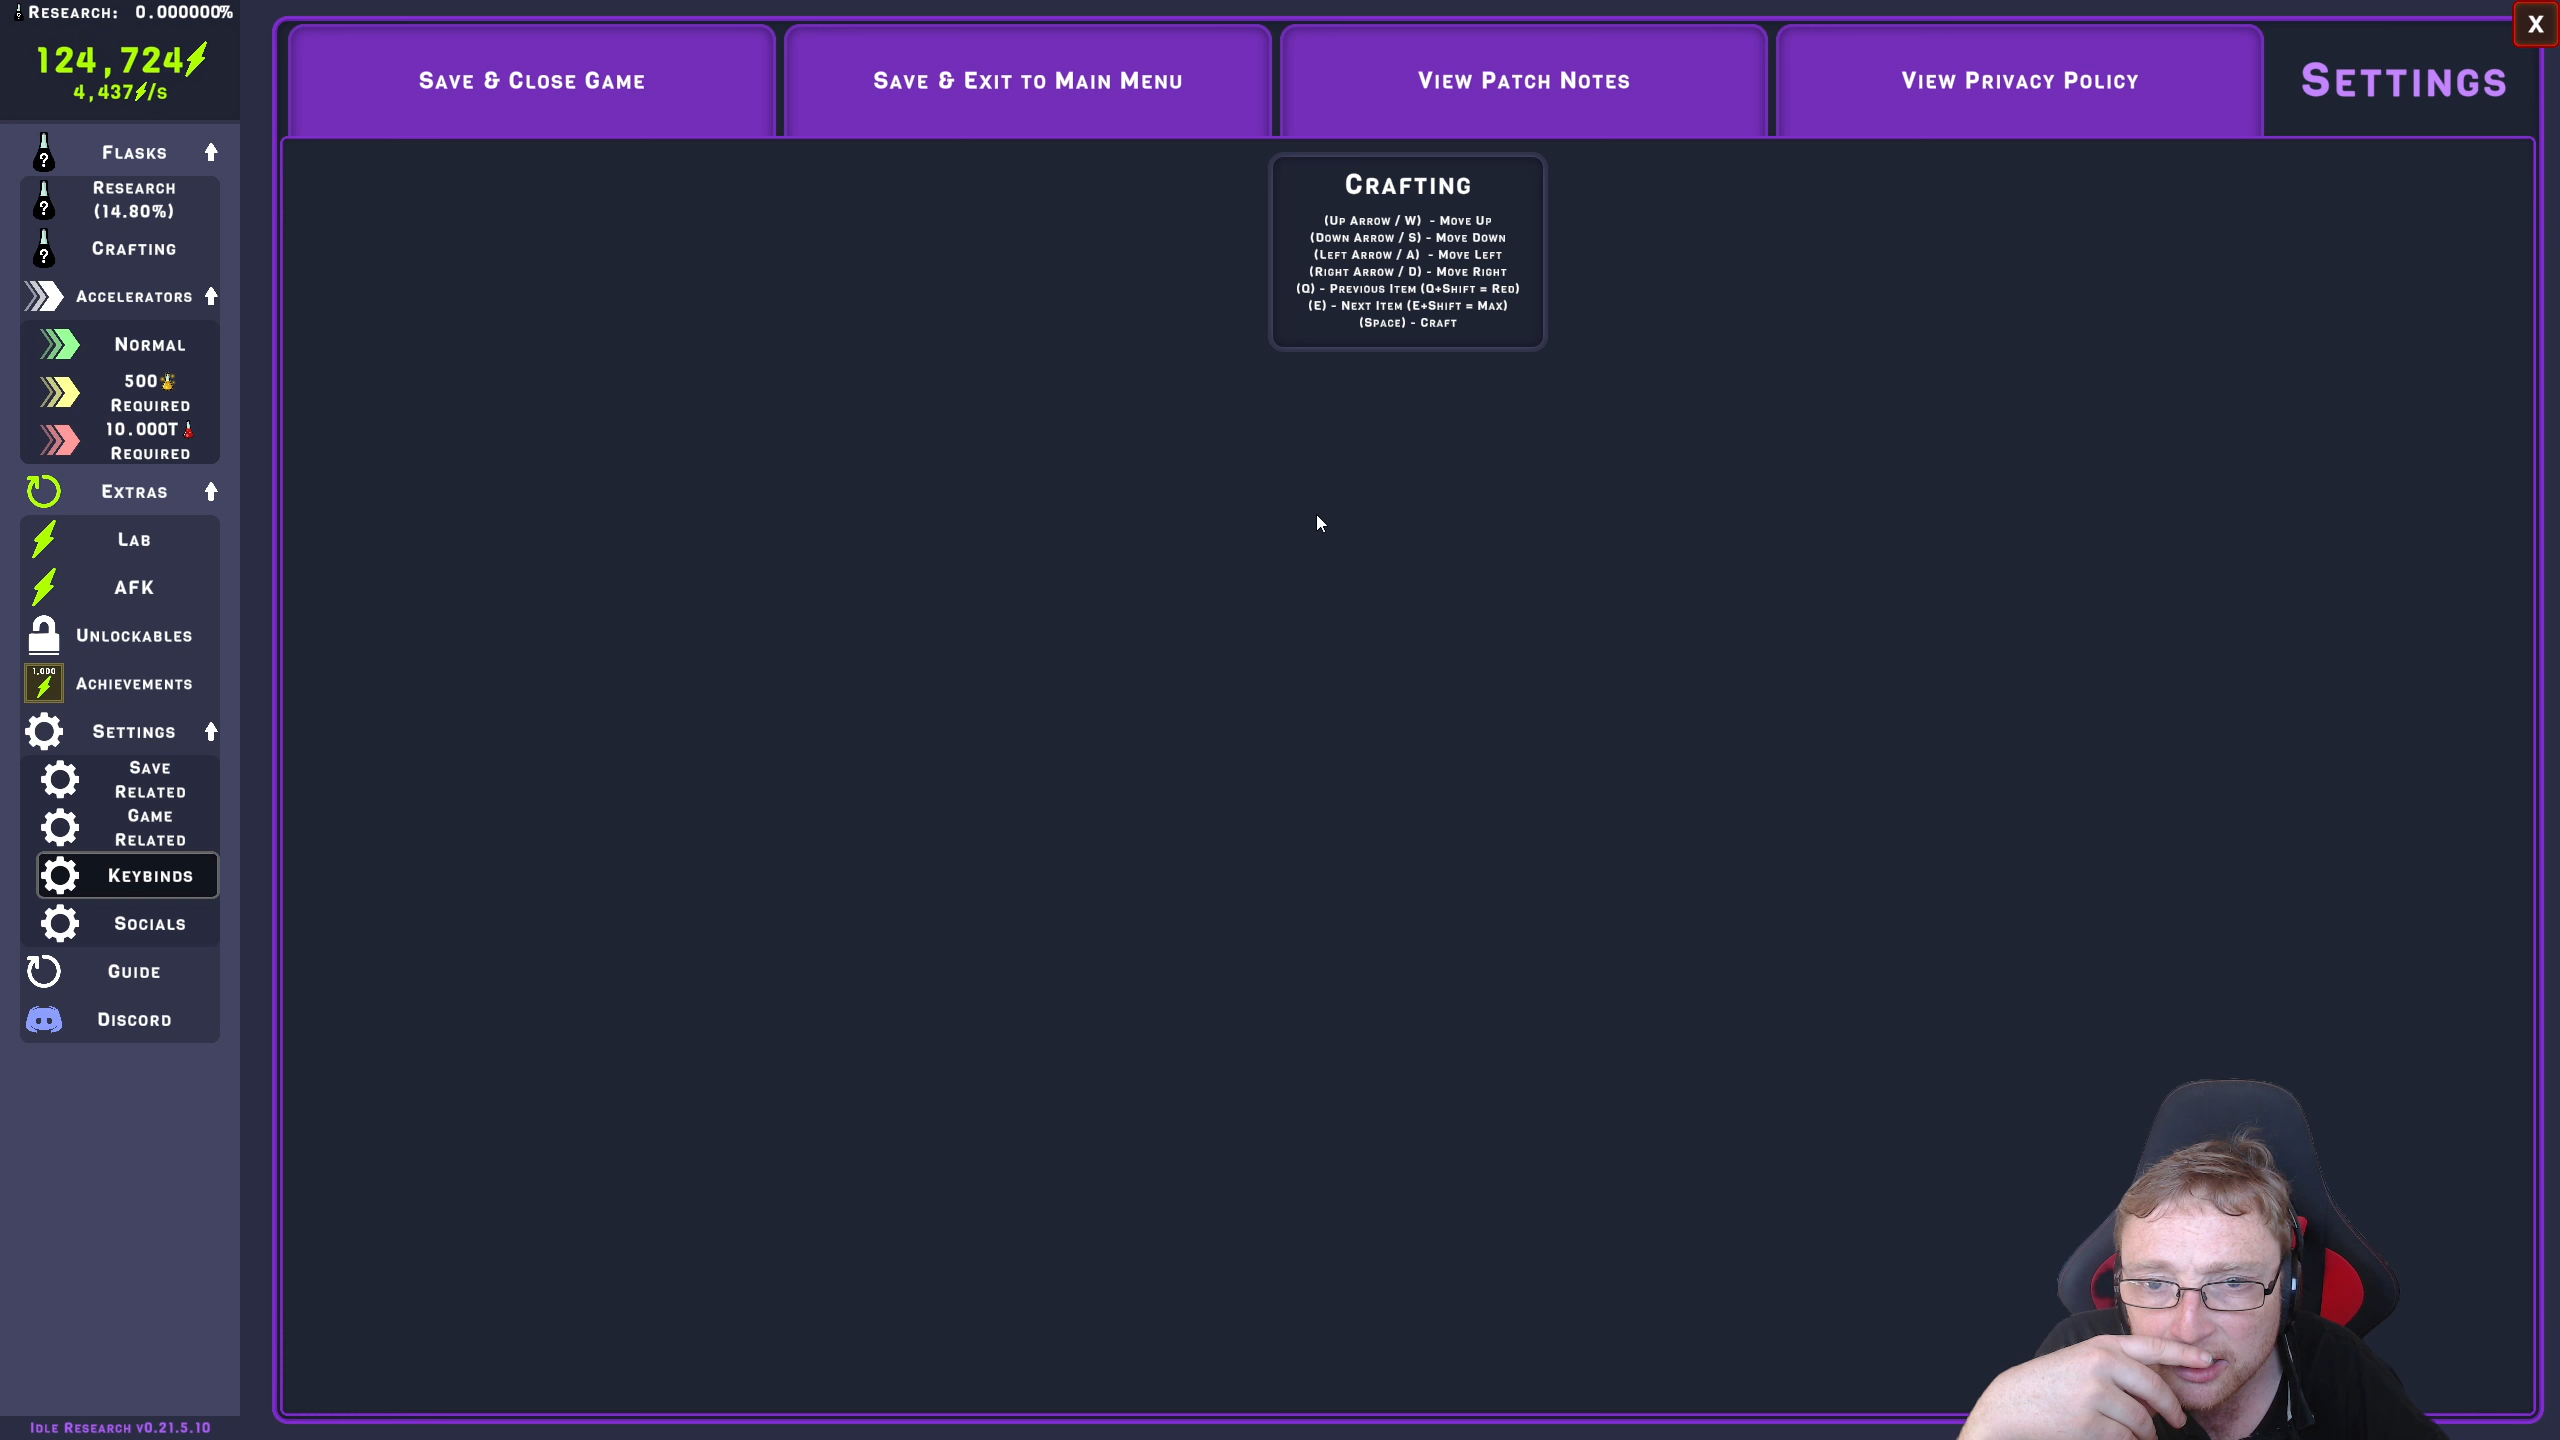 Research: 0.000000%
124,724
4,437/s
Flasks
Research
(14.80%)
Crafting
Accelerators
Normal
500
Required
10.000T
Required
Extras
Lab
AFK
Unlockables
1,000
Achievements
Settings
Save
Related
Game
Related
Keybinds
Socials
Guide
Discord
Idle Research v0.21.5.10
Save & Close Game
Save & Exit to Main Menu
View Patch Notes
View Privacy Policy
Settings
X
Crafting
(Up Arrow / W) - Move Up
(Down Arrow / S) - Move Down
(Left Arrow / A) - Move Left
(Right Arrow / D) - Move Right
(Q) - Previous Item (Q+Shift = Red)
(E) - Next Item (E+Shift = Max)
(Space) - Craft